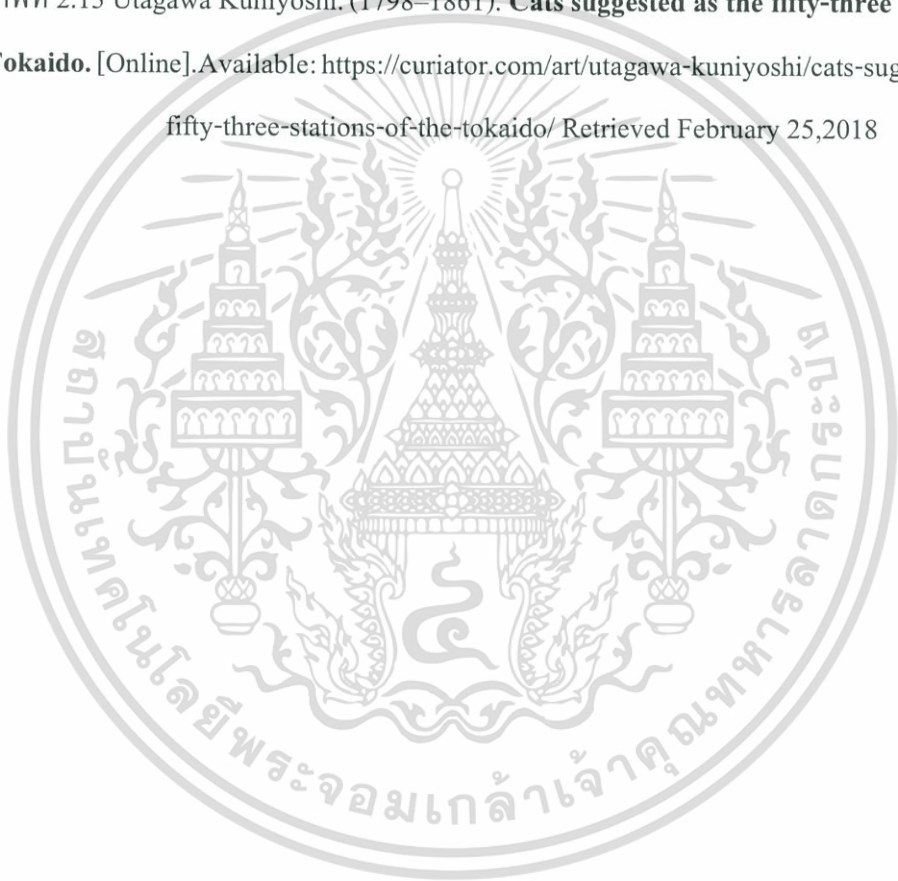 2.15 Utagawa Kuniyoshi. (1798–1861). Cats suggested as the fifty-three
Tokaido. [Online].Available: https://curiator.com/art/utagawa-kuniyoshi/cats-sug
fifty-three-stations-of-the-tokaido/ Retrieved February 25,2018
สถาบันเทคโนโลยีพระจอมเกล้าเจ้าคุณทหารลาดกระบัง